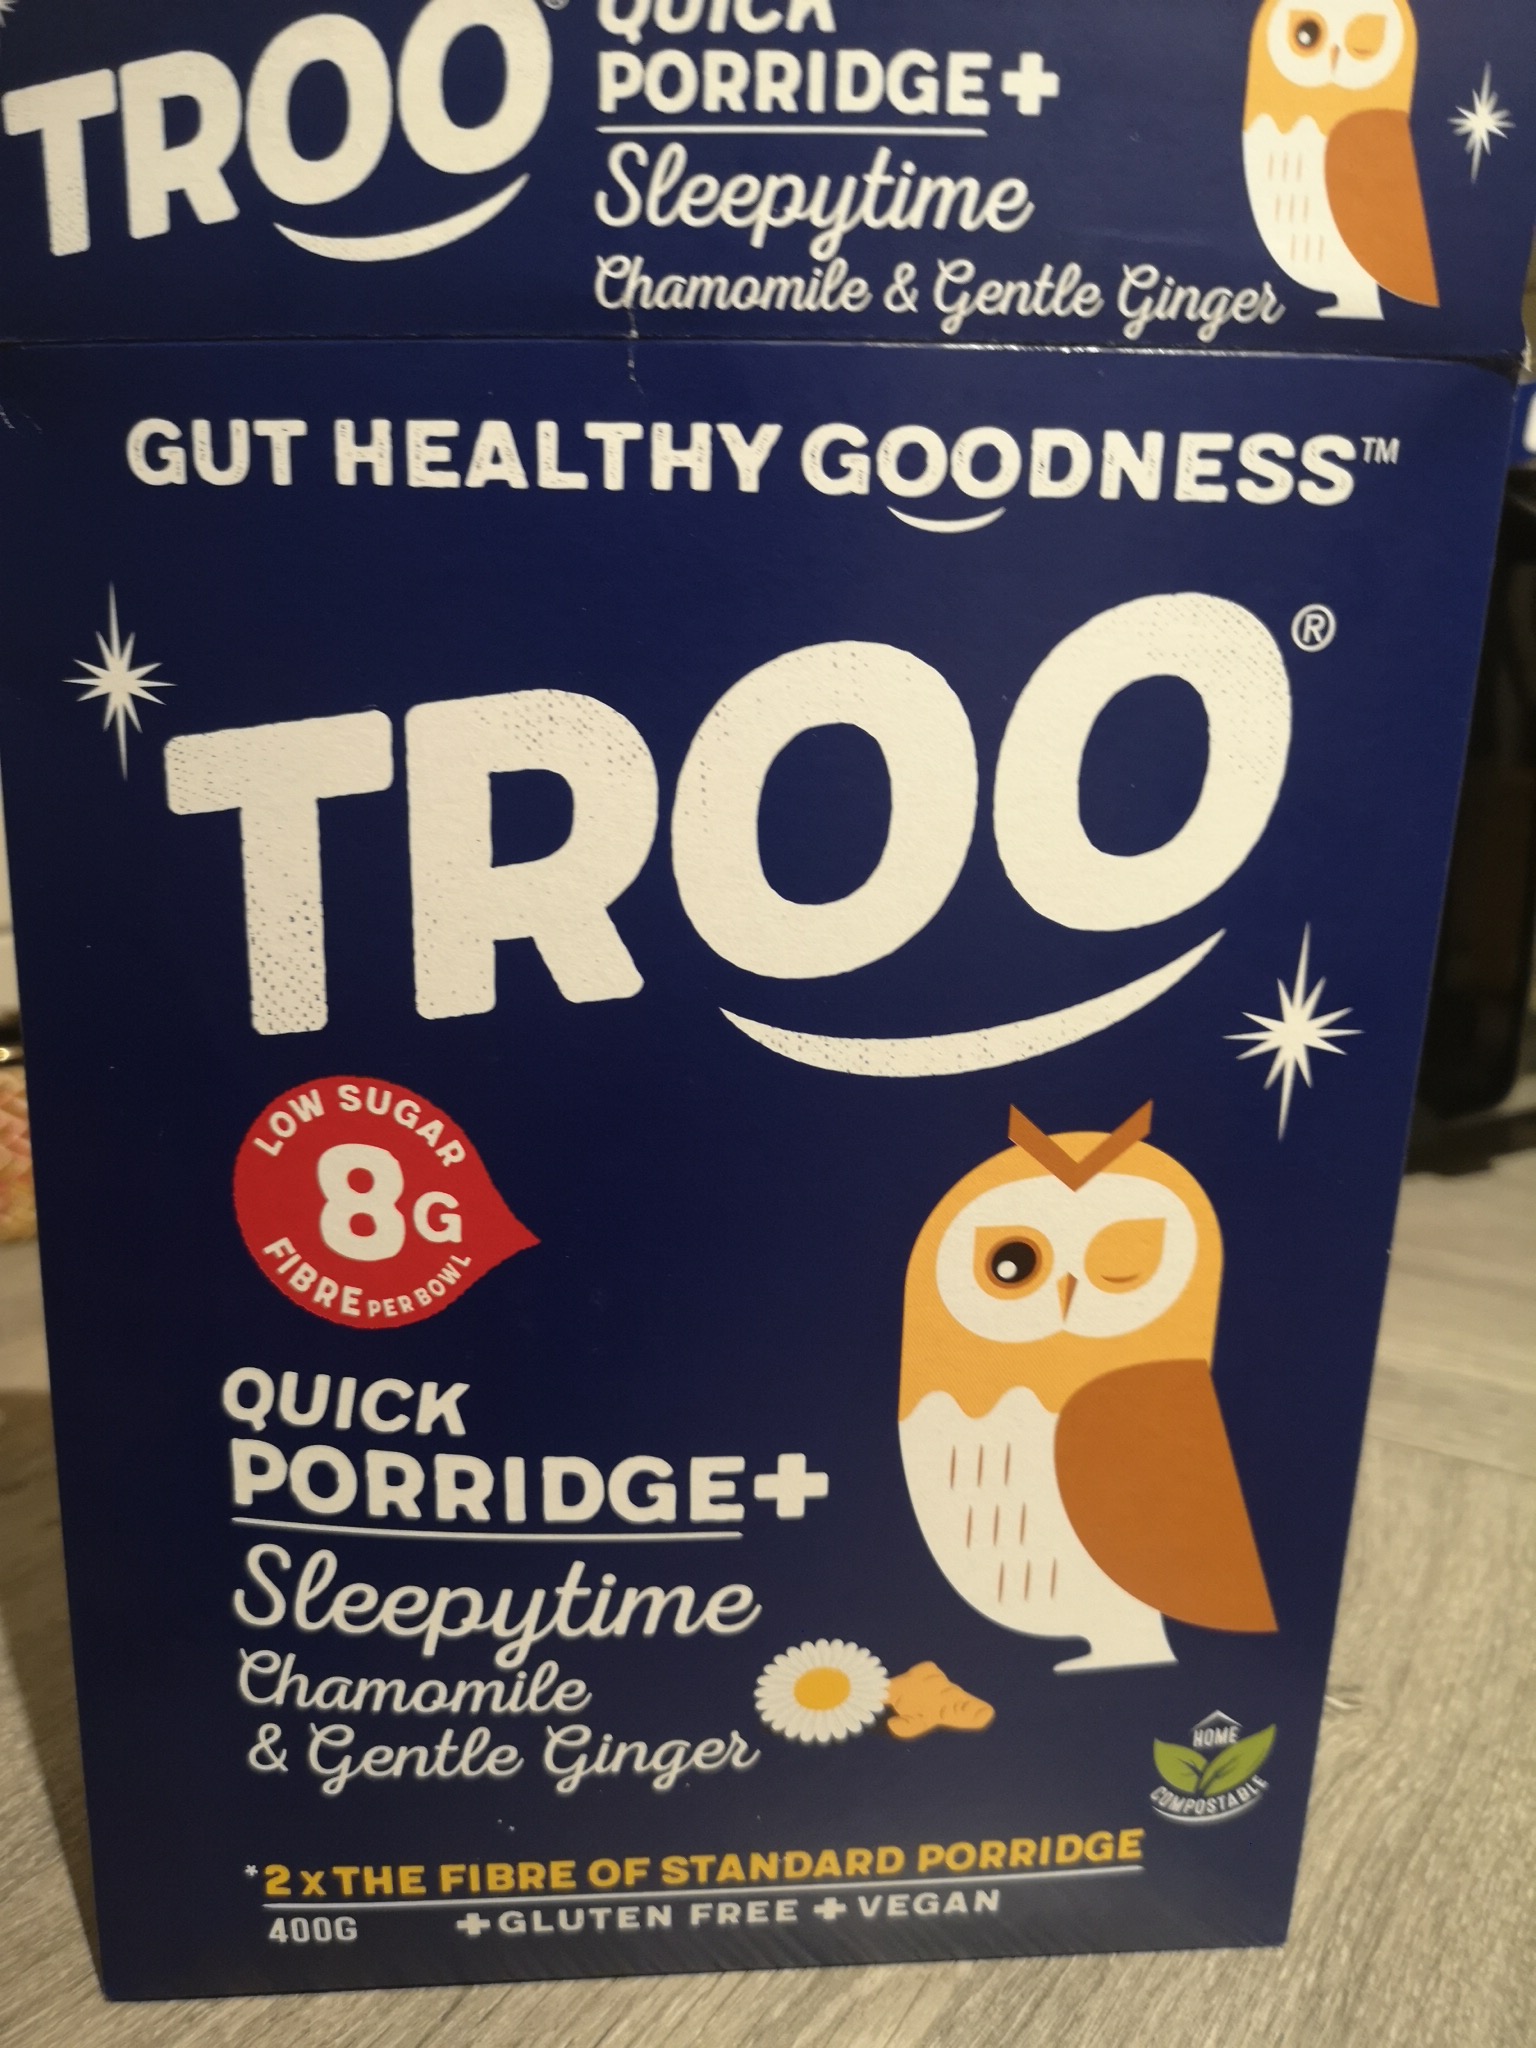 TROO
QUICK
PORRIDGE+
Sleepytime
Chamomile & Gentle Ginger
GUT HEALTHY GOODNESS™
TROO®
LOW SUGAR
8G
FIBRE PER BOWL
QUICK
PORRIDGE+
Sleepytime
Chamomile
& Gentle Ginger
HOME
COMPOSTABLE
*2 x THE FIBRE OF STANDARD PORRIDGE
400G +GLUTEN FREE +VEGAN